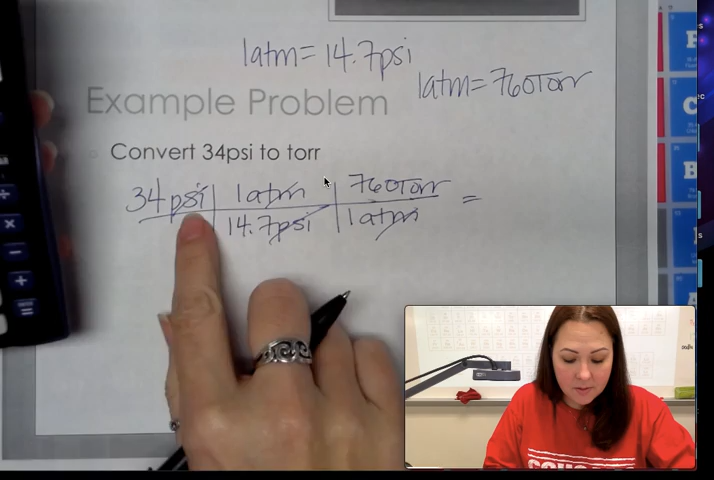 1atm = 14.7psi
1atm = 760Torr
Example Problem
Convert 34psi to torr
34psi | 1atm | 760Torr =
14.7psi | 1atm